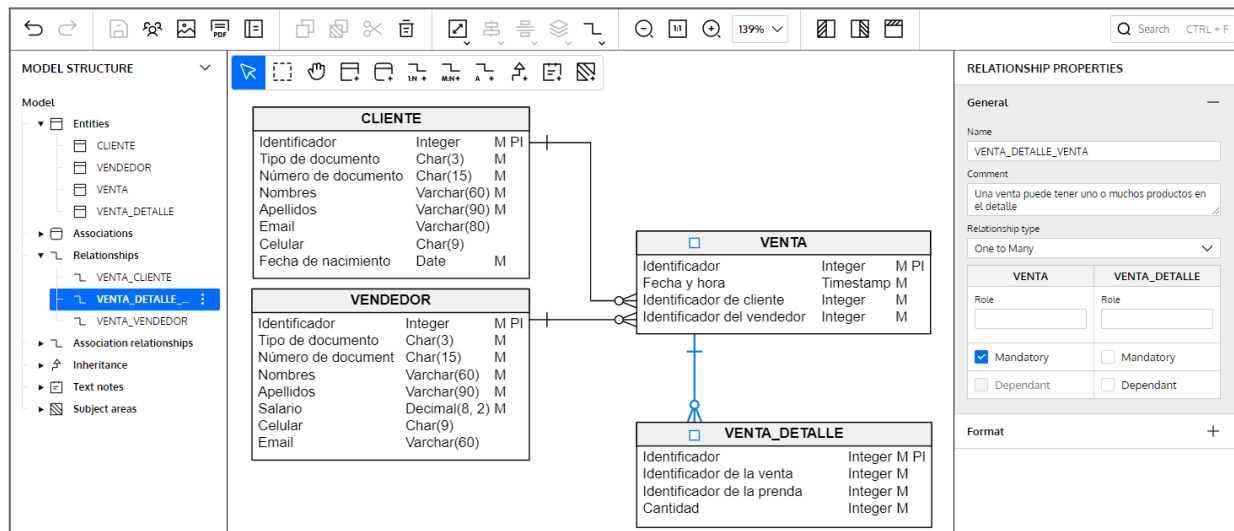 PDF
1:1
139%
Search CTRL + F
MODEL STRUCTURE
Model
Entities
CLIENTE
VENDEDOR
VENTA
VENTA_DETALLE
Associations
Relationships
VENTA_CLIENTE
VENTA_DETALLE_...
VENTA_VENDEDOR
Association relationships
Inheritance
Text notes
Subject areas
1:N
M:N
A
CLIENTE
Identificador Integer M PI
Tipo de documento Char(3) M
Número de documento Char(15) M
Nombres Varchar(60) M
Apellidos Varchar(90) M
Email Varchar(80)
Celular Char(9)
Fecha de nacimiento Date M
VENDEDOR
Identificador Integer M PI
Tipo de documento Char(3) M
Número de document Char(15) M
Nombres Varchar(60) M
Apellidos Varchar(90) M
Salario Decimal(8, 2) M
Celular Char(9)
Email Varchar(60)
VENTA
Identificador Integer M PI
Fecha y hora Timestamp M
Identificador de cliente Integer M
Identificador del vendedor Integer M
VENTA_DETALLE
Identificador Integer M PI
Identificador de la venta Integer M
Identificador de la prenda Integer M
Cantidad Integer M
RELATIONSHIP PROPERTIES
General
Name
VENTA_DETALLE_VENTA
Comment
Una venta puede tener uno o muchos productos en
el detalle
Relationship type
One to Many
VENTA VENTA_DETALLE
Role Role
Mandatory Mandatory
Dependant Dependant
Format